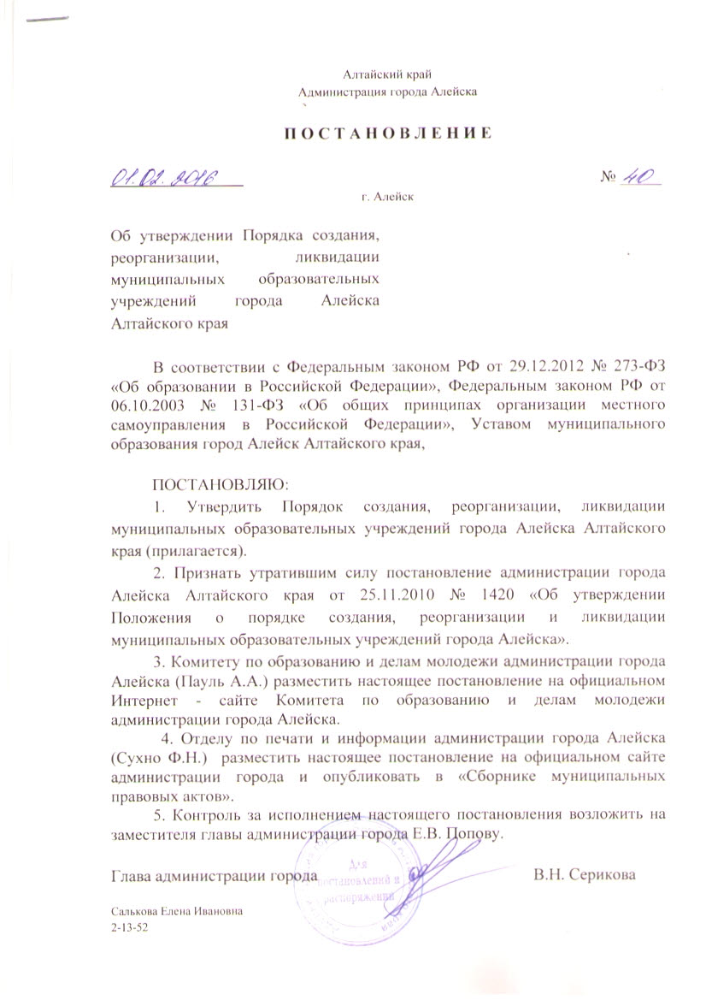 Алтайский край
Администрация города Алейска
ПОСТАНОВЛЕНИЕ
01.02.2016 № 40
г. Алейск
Об утверждении Порядка создания,
реорганизации, ликвидации
муниципальных образовательных
учреждений города Алейска
Алтайского края
В соответствии с Федеральным законом РФ от 29.12.2012 № 273-ФЗ
«Об образовании в Российской Федерации», Федеральным законом РФ от
06.10.2003 № 131-ФЗ «Об общих принципах организации местного
самоуправления в Российской Федерации», Уставом муниципального
образования город Алейск Алтайского края,
ПОСТАНОВЛЯЮ:
1. Утвердить Порядок создания, реорганизации, ликвидации
муниципальных образовательных учреждений города Алейска Алтайского
края (прилагается).
2. Признать утратившим силу постановление администрации города
Алейска Алтайского края от 25.11.2010 № 1420 «Об утверждении
Положения о порядке создания, реорганизации и ликвидации
муниципальных образовательных учреждений города Алейска».
3. Комитету по образованию и делам молодежи администрации города
Алейска (Пауль А.А.) разместить настоящее постановление на официальном
Интернет - сайте Комитета по образованию и делам молодежи
администрации города Алейска.
4. Отделу по печати и информации администрации города Алейска
(Сухно Ф.Н.) разместить настоящее постановление на официальном сайте
администрации города и опубликовать в «Сборнике муниципальных
правовых актов».
5. Контроль за исполнением настоящего постановления возложить на
заместителя главы администрации города Е.В. Попову.
Для
постановлений и
распоряжений
Глава администрации города В.Н. Серикова
Салькова Елена Ивановна
2-13-52